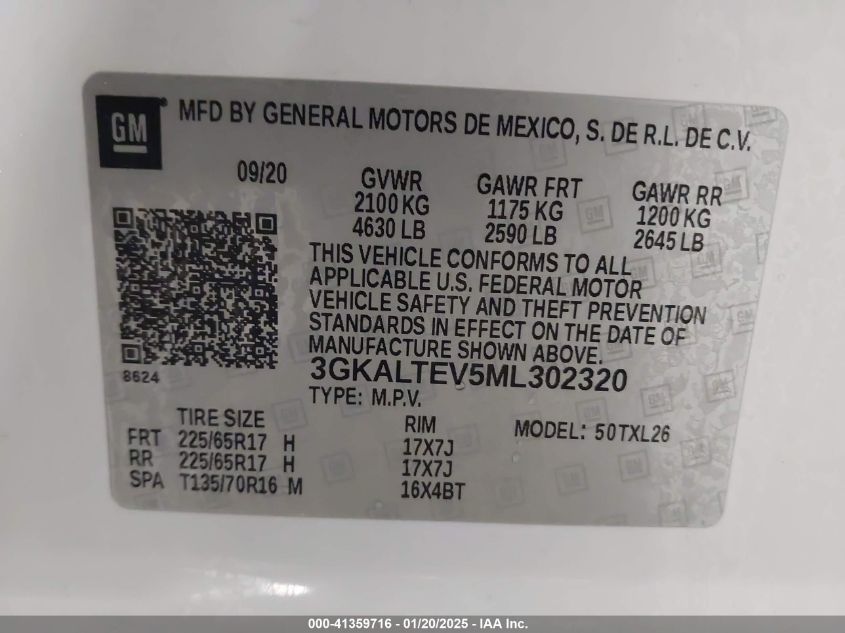 GM ® MFD BY GENERAL MOTORS DE MEXICO, S. DE R.L. DE C.V.
09/20 GVWR GAWR FRT GAWR RR
2100 KG 1175 KG 1200 KG
4630 LB 2590 LB 2645 LB
THIS VEHICLE CONFORMS TO ALL
APPLICABLE U.S. FEDERAL MOTOR
VEHICLE SAFETY AND THEFT PREVENTION
STANDARDS IN EFFECT ON THE DATE OF
MANUFACTURE SHOWN ABOVE.
8624 3GKALTEV5ML302320
TYPE: M.P.V.
TIRE SIZE RIM MODEL: 50TXL26
FRT 225/65R17 H 17X7J
RR 225/65R17 H 17X7J
SPA T135/70R16 M 16X4BT
000-41359716 - 01/20/2025 - IAA Inc.